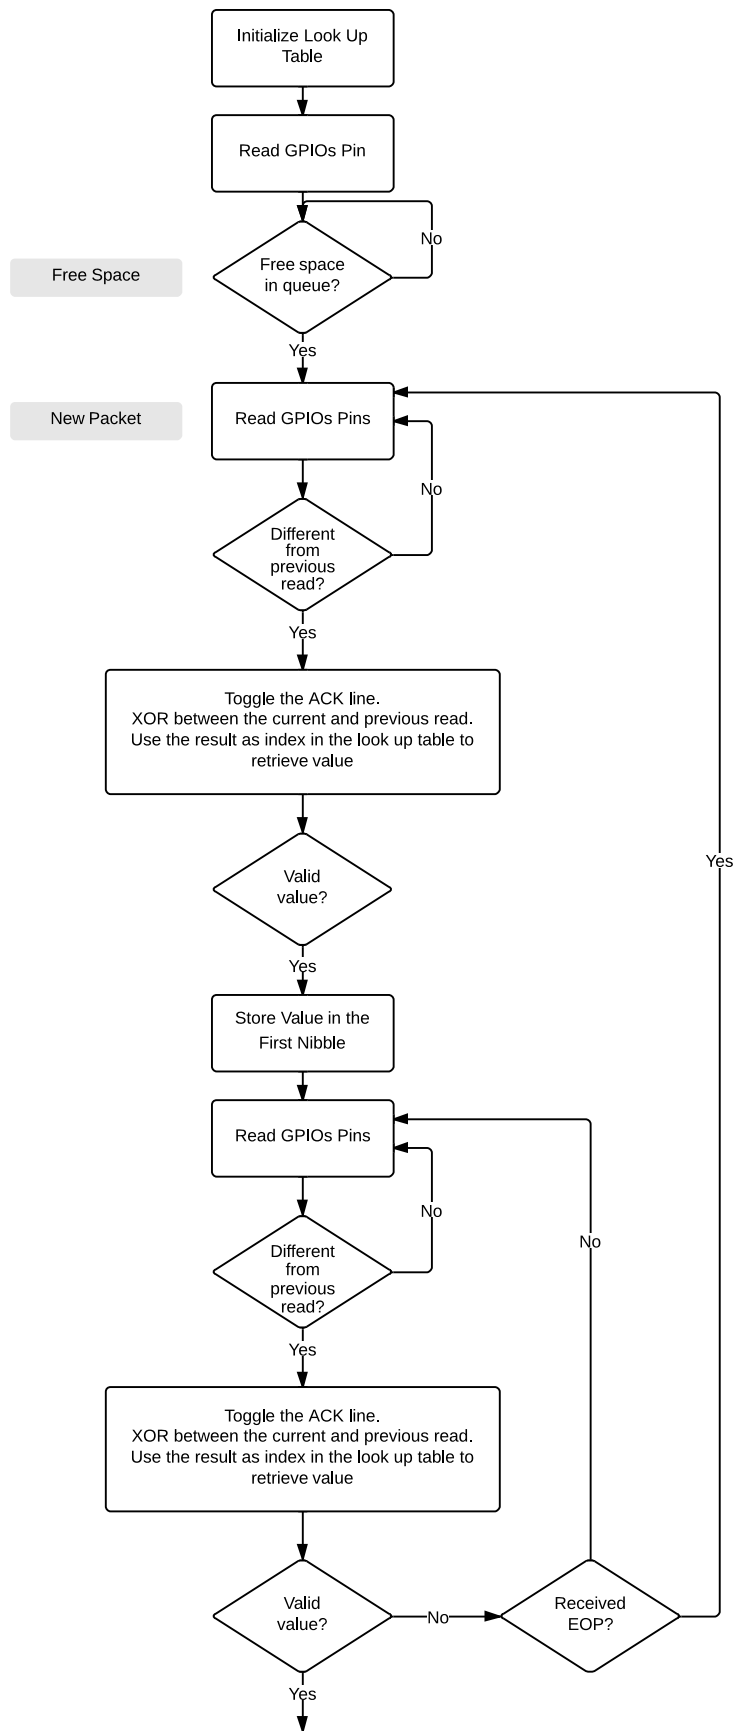 Initialize Look Up
Table
Read GPIOs Pin
No
Free Space
Free space
in queue?
Yes
New Packet
Read GPIOs Pins
No
Different
from
previous
read?
Yes
Toggle the ACK line.
XOR between the current and previous read.
Use the result as index in the look up table to
retrieve value
Yes
Valid
value?
Yes
Store Value in the
First Nibble
Read GPIOs Pins
No
No
Different
from
previous
read?
Yes
Toggle the ACK line.
XOR between the current and previous read.
Use the result as index in the look up table to
retrieve value
Valid
value?
No
Received
EOP?
Yes